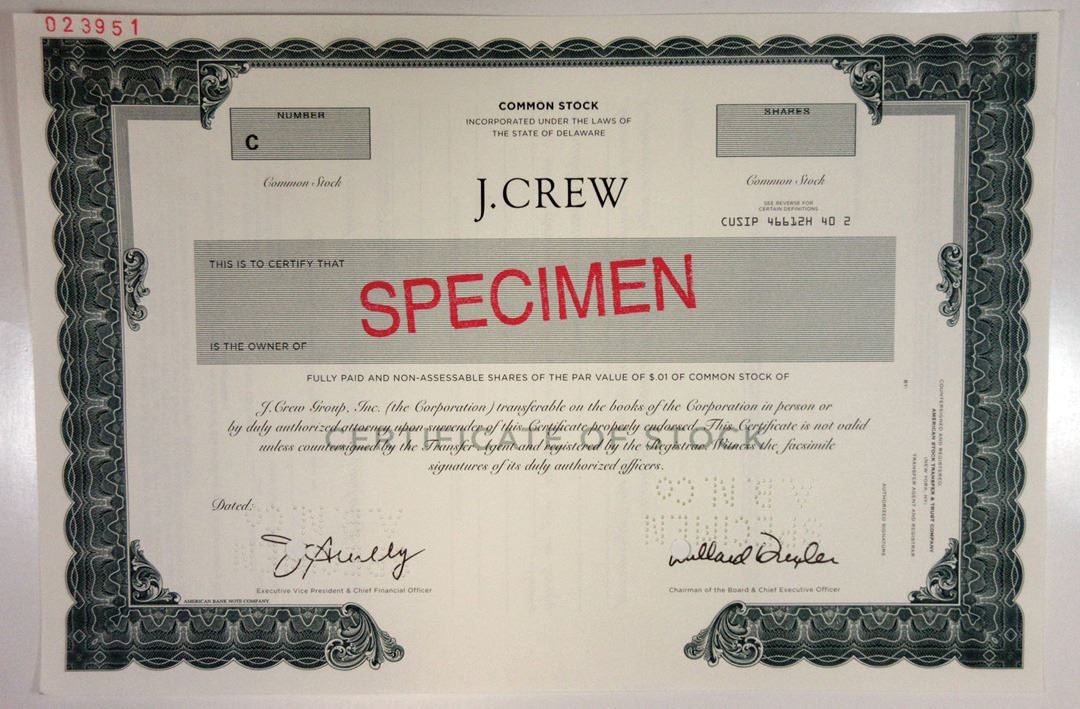 023951
NUMBER
C
Common Stock
COMMON STOCK
INCORPORATED UNDER THE LAWS OF
THE STATE OF DELAWARE
J.CREW
SHARES
Common Stock
SEE REVERSE FOR
CERTAIN DEFINITIONS
CUSIP 46612H 40 2
THIS IS TO CERTIFY THAT
SPECIMEN
IS THE OWNER OF
FULLY PAID AND NON-ASSESSABLE SHARES OF THE PAR VALUE OF $.01 OF COMMON STOCK OF
CERTIFICATE OF STOCK
J.Crew Group, Inc. (the Corporation) transferable on the books of the Corporation in person or
by duly authorized attorney upon surrender of this Certificate properly endorsed. This Certificate is not valid
unless countersigned by the Transfer Agent and registered by the Registrar. Witness the facsimile
signatures of its duly authorized officers.
Dated:
Executive Vice President & Chief Financial Officer
AMERICAN BANK NOTE COMPANY.
Millard Drexler
Chairman of the Board & Chief Executive Officer
COUNTERSIGNED AND REGISTERED:
AMERICAN STOCK TRANSFER & TRUST COMPANY
(NEW YORK, NY)
TRANSFER AGENT AND REGISTRAR
BY:
AUTHORIZED SIGNATURE